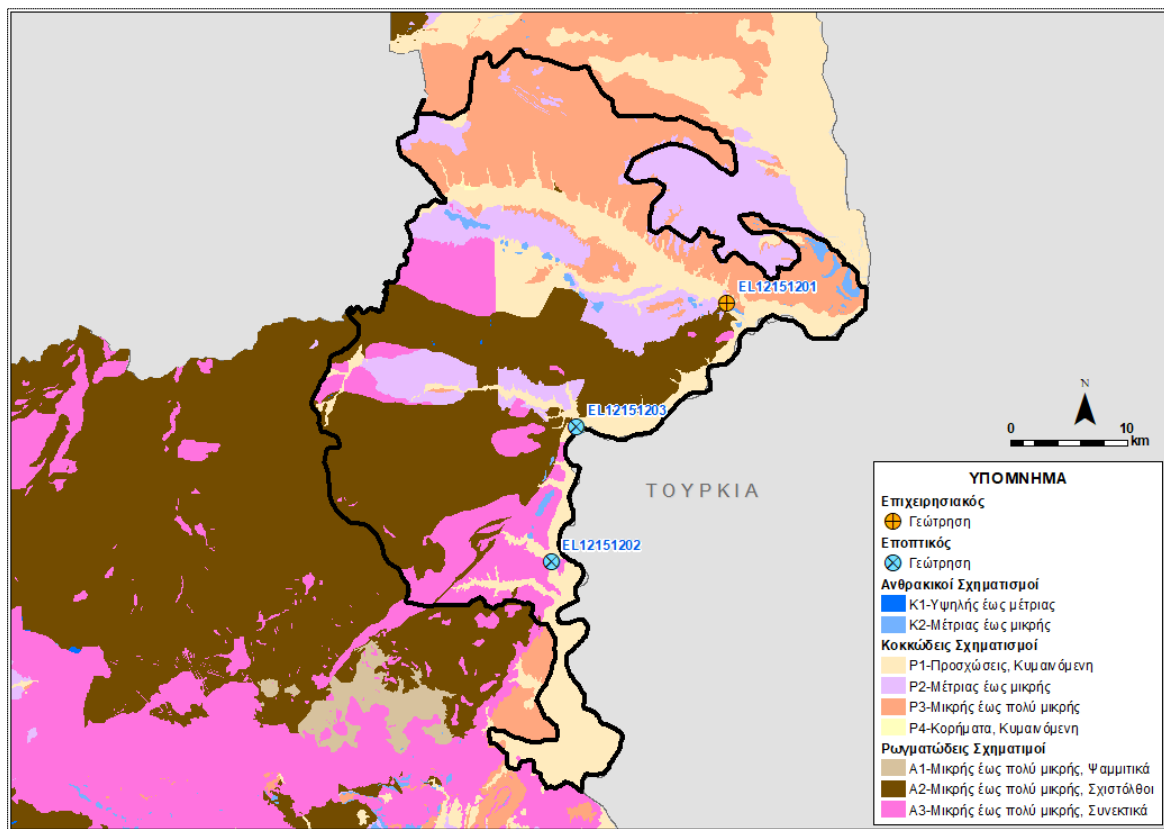 EL12151201
EL12151203
N
0 10
km
ΤΟΥΡΚΙΑ
EL12151202
ΥΠΟΜΝΗΜΑ
Επιχειρησιακός
Γεώτρηση
Εποπτικός
Γεώτρηση
Ανθρακικοί Σχηματισμοί
K1-Υψηλής έως μέτριας
K2-Μέτριας έως μικρής
Κοκκώδεις Σχηματισμοί
P1-Προσχώσεις, Κυμαινόμενη
P2-Μέτριας έως μικρής
P3-Μικρής έως πολύ μικρής
P4-Κορήματα, Κυμαινόμενη
Ρωγματώδεις Σχηματιμοί
A1-Μικρής έως πολύ μικρής, Ψαμμιτικά
A2-Μικρής έως πολύ μικρής, Σχιστόλθοι
A3-Μικρής έως πολύ μικρής, Συνεκτικά